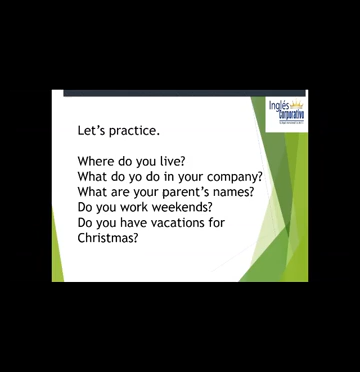 Inglés
Corporativo
Let's practice.
Where do you live?
What do yo do in your company?
What are your parent's names?
Do you work weekends?
Do you have vacations for
Christmas?